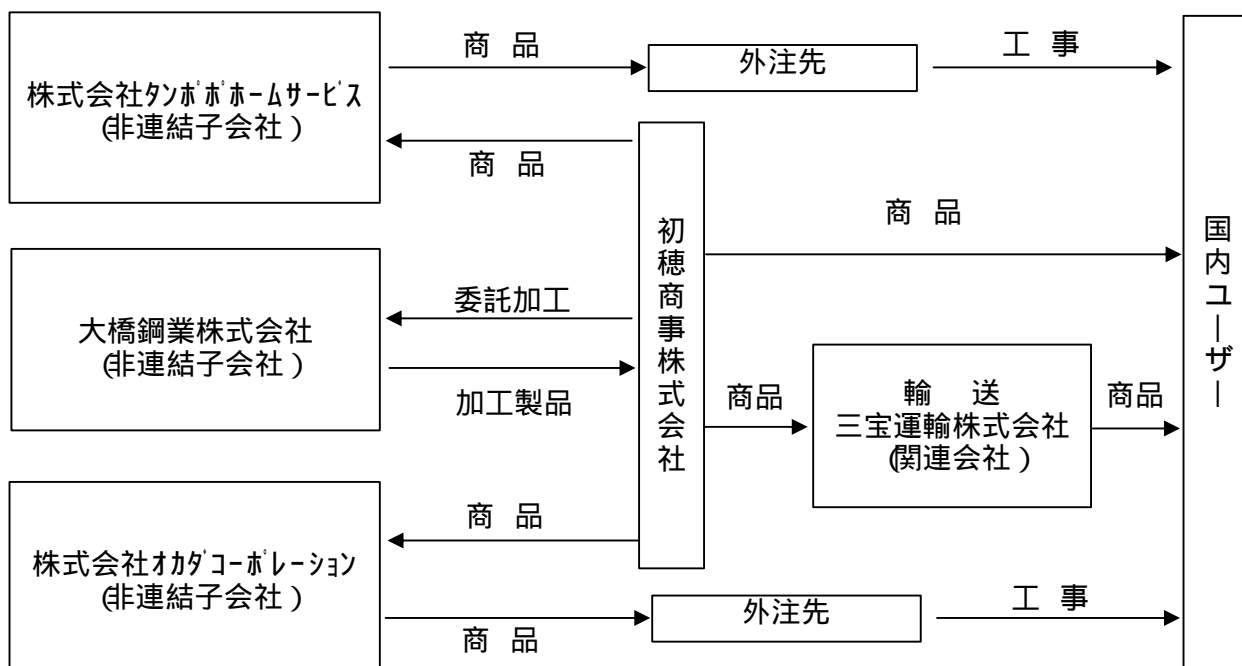 商 品
外注先
工 事
株式会社ﾀﾝﾎﾟﾎﾟﾎｰﾑｻｰﾋﾞｽ
(非連結子会社)
商 品
初穂商事株式会社
商 品
国内ユーザー
委託加工
大橋鋼業株式会社
(非連結子会社)
加工製品
商品
輸 送
三宝運輸株式会社
(関連会社)
商品
商 品
株式会社ｵｶﾀﾞｺｰﾎﾟﾚｰｼｮﾝ
(非連結子会社)
商 品
外注先
工 事